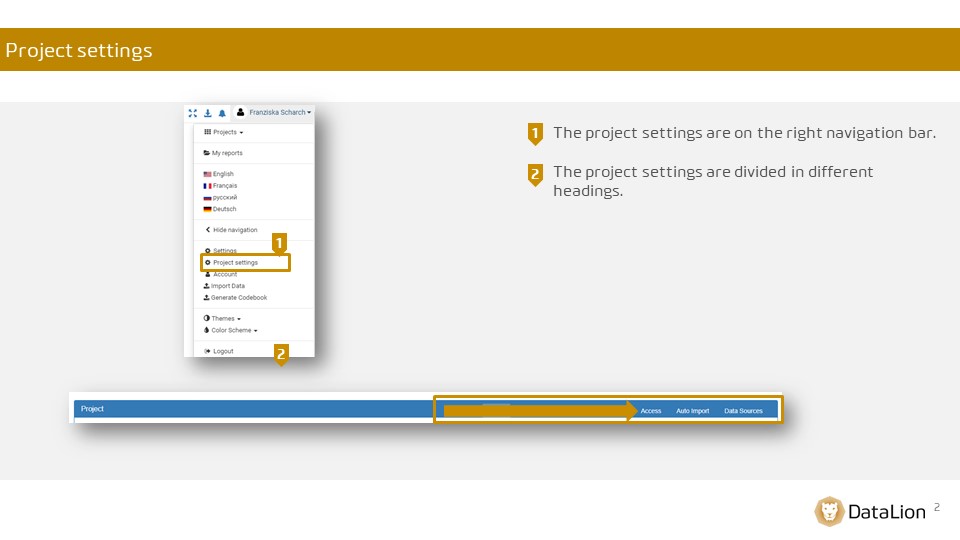 Project settings
Franziska Scharch
Projects
My reports
English
Français
русский
Deutsch
Hide navigation
1
Settings
Project settings
Account
Import Data
Generate Codebook
Themes
Color Scheme
Logout
2
1 The project settings are on the right navigation bar.
2 The project settings are divided in different
headings.
Project
Access Auto Import Data Sources
DataLion 2